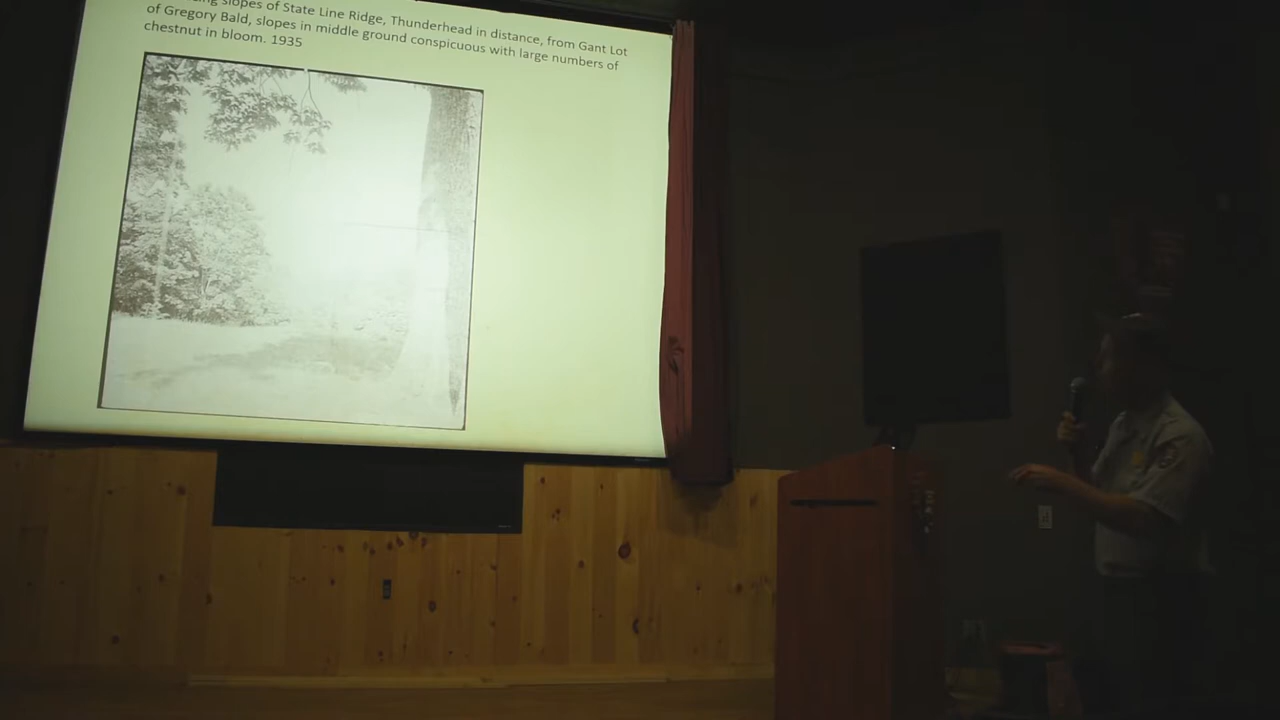 slopes of State Line Ridge, Thunderhead in distance, from Gant Lot
of Gregory Bald, slopes in middle ground conspicuous with large numbers of
chestnut in bloom. 1935